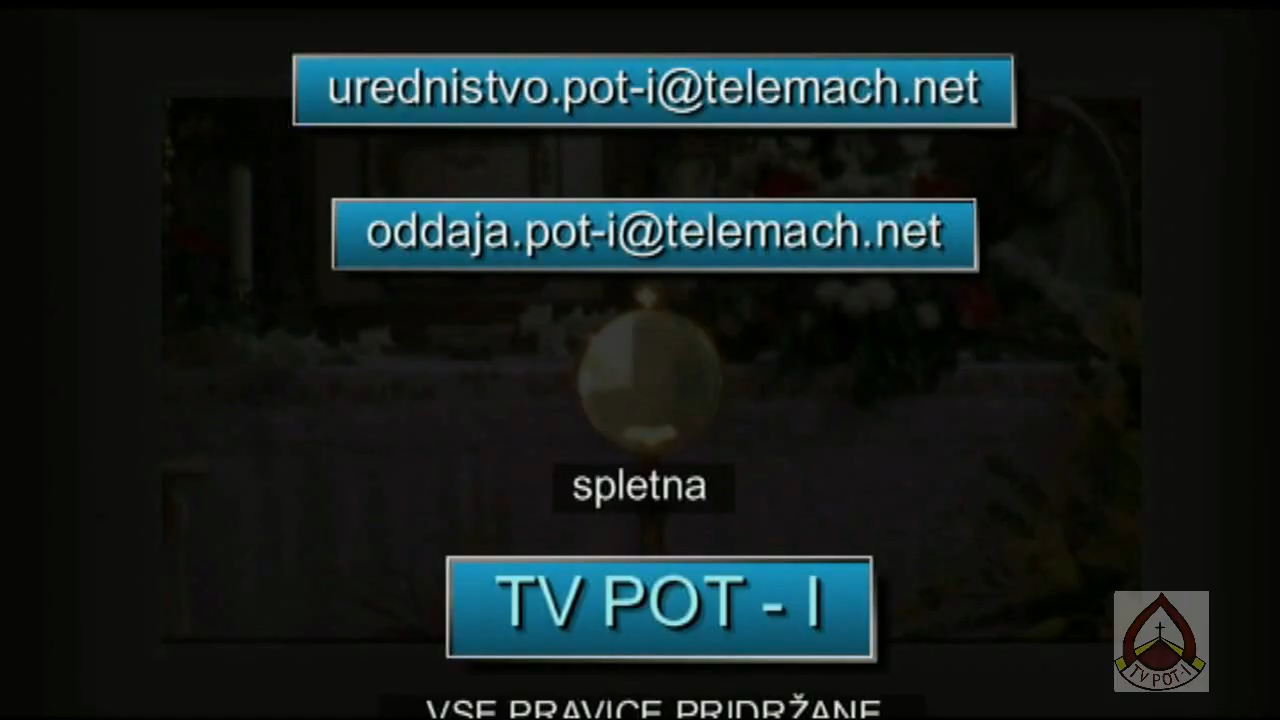 urednistvo.pot-i@telemach.net
oddaja.pot-i@telemach.net
spletna
TV POT - I
TV POT-I
VSE PRAVICE PRIDRŽANE